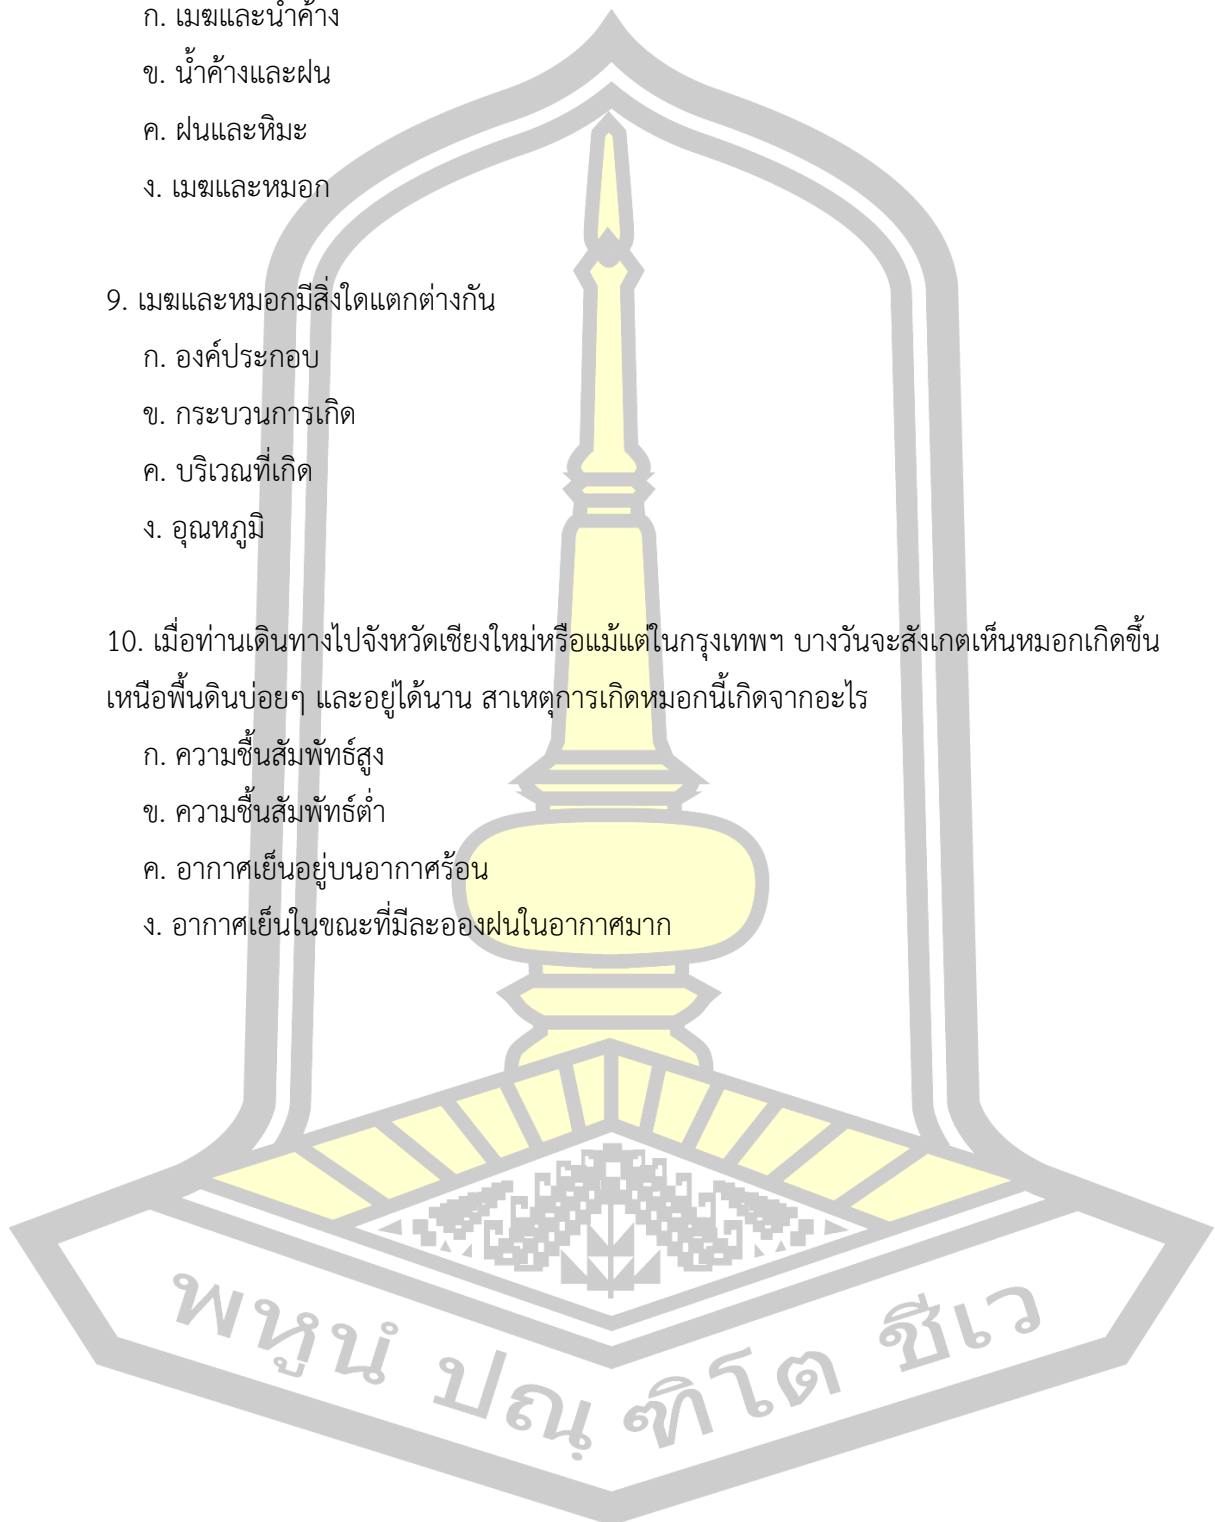 ก. เมฆและน้ำค้าง
ข. น้ำค้างและฝน
ค. ฝนและหิมะ
ง. เมฆและหมอก
9. เมฆและหมอกมีสิ่งใดแตกต่างกัน
ก. องค์ประกอบ
ข. กระบวนการเกิด
ค. บริเวณที่เกิด
ง. อุณหภูมิ
10. เมื่อท่านเดินทางไปจังหวัดเชียงใหม่หรือแม้แต่ในกรุงเทพฯ บางวันจะสังเกตเห็นหมอกเกิดขึ้น
เหนือพื้นดินบ่อยๆ และอยู่ได้นาน สาเหตุการเกิดหมอกนี้เกิดจากอะไร
ก. ความชื้นสัมพัทธ์สูง
ข. ความชื้นสัมพัทธ์ต่ำ
ค. อากาศเย็นอยู่บนอากาศร้อน
ง. อากาศเย็นในขณะที่มีละอองฝนในอากาศมาก
พหูนํ ปณฺ ฑิโต ชีเว